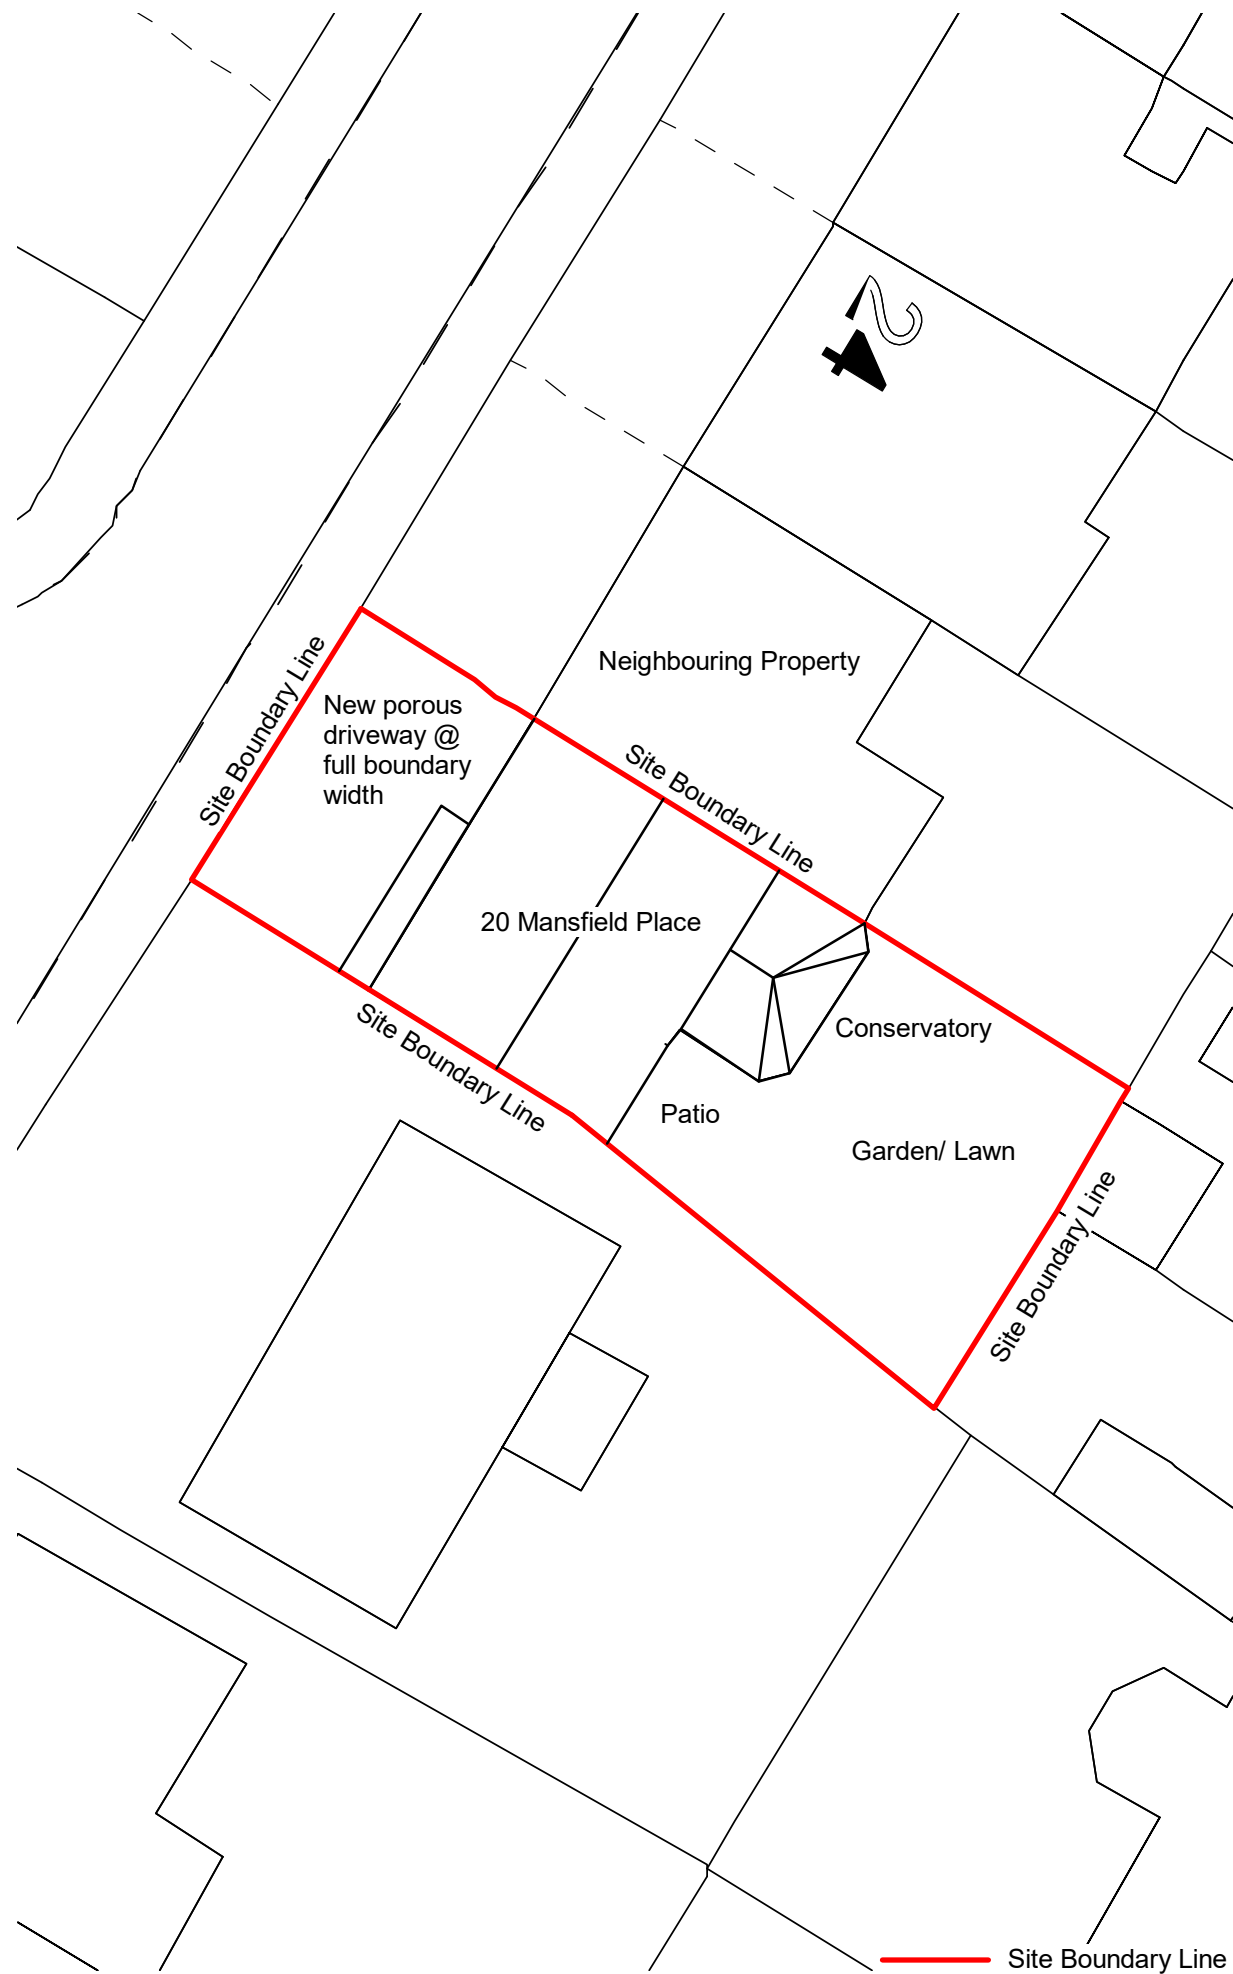 24
Neighbouring Property
Site Boundary Line
New porous
driveway @
full boundary
width
Site Boundary Line
20 Mansfield Place
Conservatory
Site Boundary Line
Patio
Garden/ Lawn
Site Boundary Line
Site Boundary Line